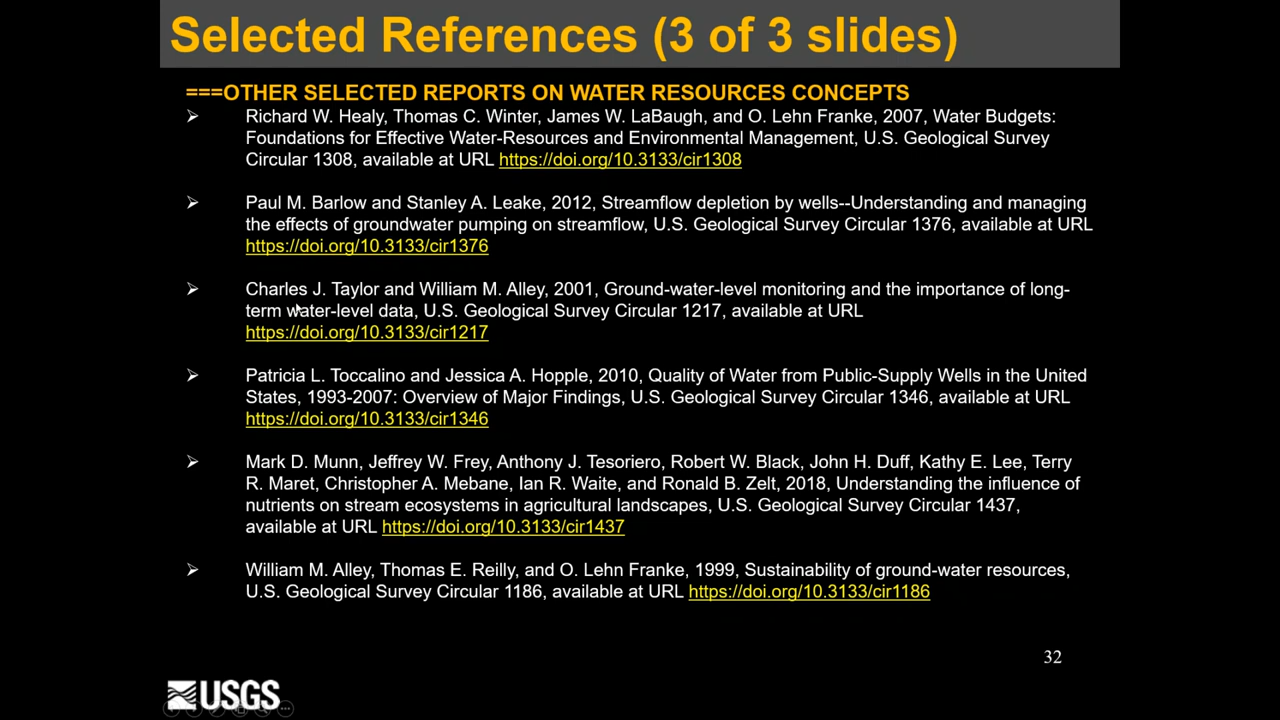 Selected References (3 of 3 slides)
===OTHER SELECTED REPORTS ON WATER RESOURCES CONCEPTS
Richard W. Healy, Thomas C. Winter, James W. LaBaugh, and O. Lehn Franke, 2007, Water Budgets:
Foundations for Effective Water-Resources and Environmental Management, U.S. Geological Survey
Circular 1308, available at URL https://doi.org/10.3133/cir1308
Paul M. Barlow and Stanley A. Leake, 2012, Streamflow depletion by wells--Understanding and managing
the effects of groundwater pumping on streamflow, U.S. Geological Survey Circular 1376, available at URL
https://doi.org/10.3133/cir1376
Charles J. Taylor and William M. Alley, 2001, Ground-water-level monitoring and the importance of long-
term water-level data, U.S. Geological Survey Circular 1217, available at URL
https://doi.org/10.3133/cir1217
Patricia L. Toccalino and Jessica A. Hopple, 2010, Quality of Water from Public-Supply Wells in the United
States, 1993-2007: Overview of Major Findings, U.S. Geological Survey Circular 1346, available at URL
https://doi.org/10.3133/cir1346
Mark D. Munn, Jeffrey W. Frey, Anthony J. Tesoriero, Robert W. Black, John H. Duff, Kathy E. Lee, Terry
R. Maret, Christopher A. Mebane, Ian R. Waite, and Ronald B. Zelt, 2018, Understanding the influence of
nutrients on stream ecosystems in agricultural landscapes, U.S. Geological Survey Circular 1437,
available at URL https://doi.org/10.3133/cir1437
William M. Alley, Thomas E. Reilly, and O. Lehn Franke, 1999, Sustainability of ground-water resources,
U.S. Geological Survey Circular 1186, available at URL https://doi.org/10.3133/cir1186
32
USGS